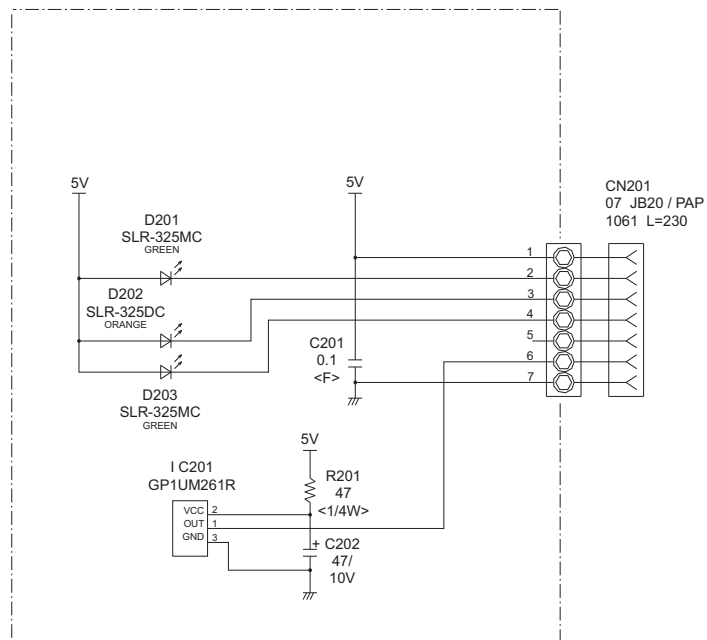 5V
D201
SLR-325MC
GREEN
D202
SLR-325DC
ORANGE
D203
SLR-325MC
GREEN
5V
C201
0.1
<F>
CN201
07 JB20 / PAP
1061 L=230
1
2
3
4
5
6
7
I C201
GP1UM261R
VCC 2
OUT 1
GND 3
5V
R201
47
<1/4W>
+ C202
47/
10V